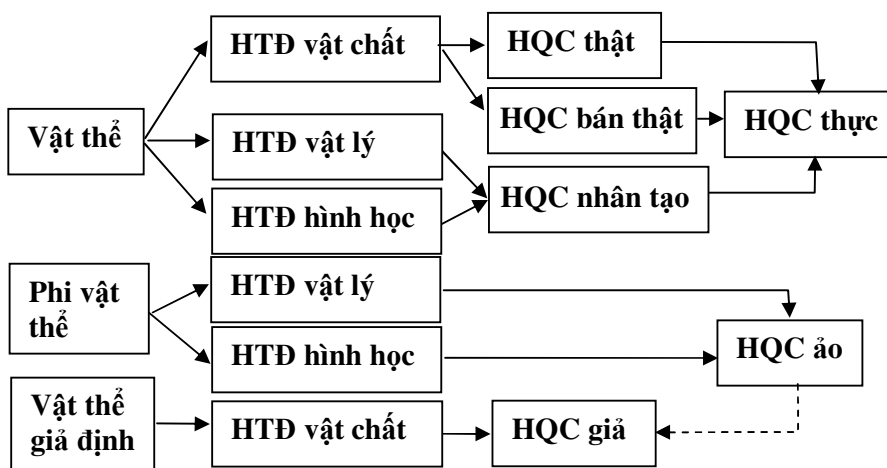 HTĐ vật chất
HQC thật
HQC bán thật
HQC thực
Vật thể
HTĐ vật lý
HQC nhân tạo
HTĐ hình học
Phi vật
thể
HTĐ vật lý
HTĐ hình học
HQC ảo
Vật thể
giả định
HTĐ vật chất
HQC giả